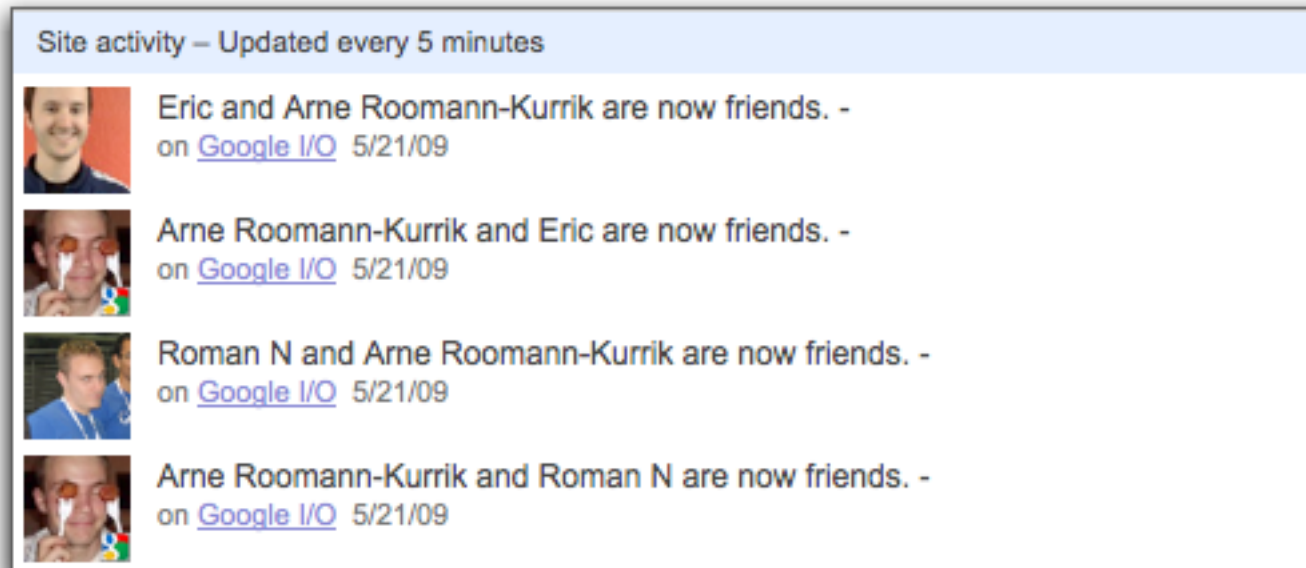 Site activity – Updated every 5 minutes
Eric and Arne Roomann-Kurrik are now friends. -
on Google I/O 5/21/09
Arne Roomann-Kurrik and Eric are now friends. -
on Google I/O 5/21/09
Roman N and Arne Roomann-Kurrik are now friends. -
on Google I/O 5/21/09
Arne Roomann-Kurrik and Roman N are now friends. -
on Google I/O 5/21/09